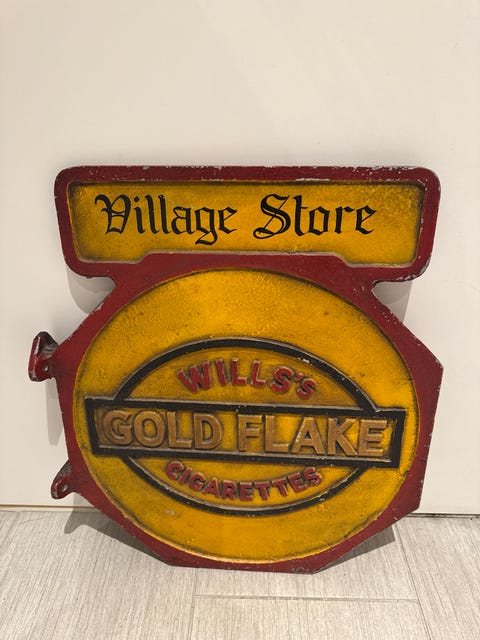 Village Store
WILLS's
GOLD FLAKE
CIGARETTES